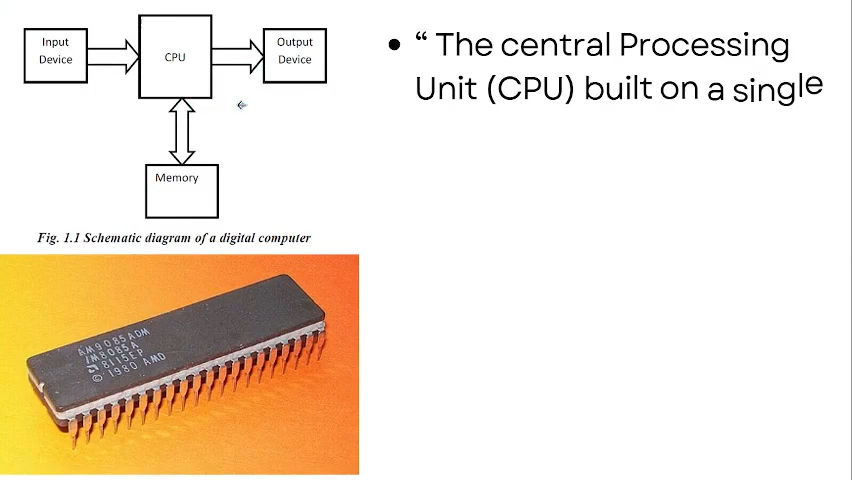 Input
Device
CPU
Output
Device
Memory
Fig. 1.1 Schematic diagram of a digital computer
• “ The central Processing
Unit (CPU) built on a single
AM9085ADM
/M8085A
8115EP
© 1980 AMD